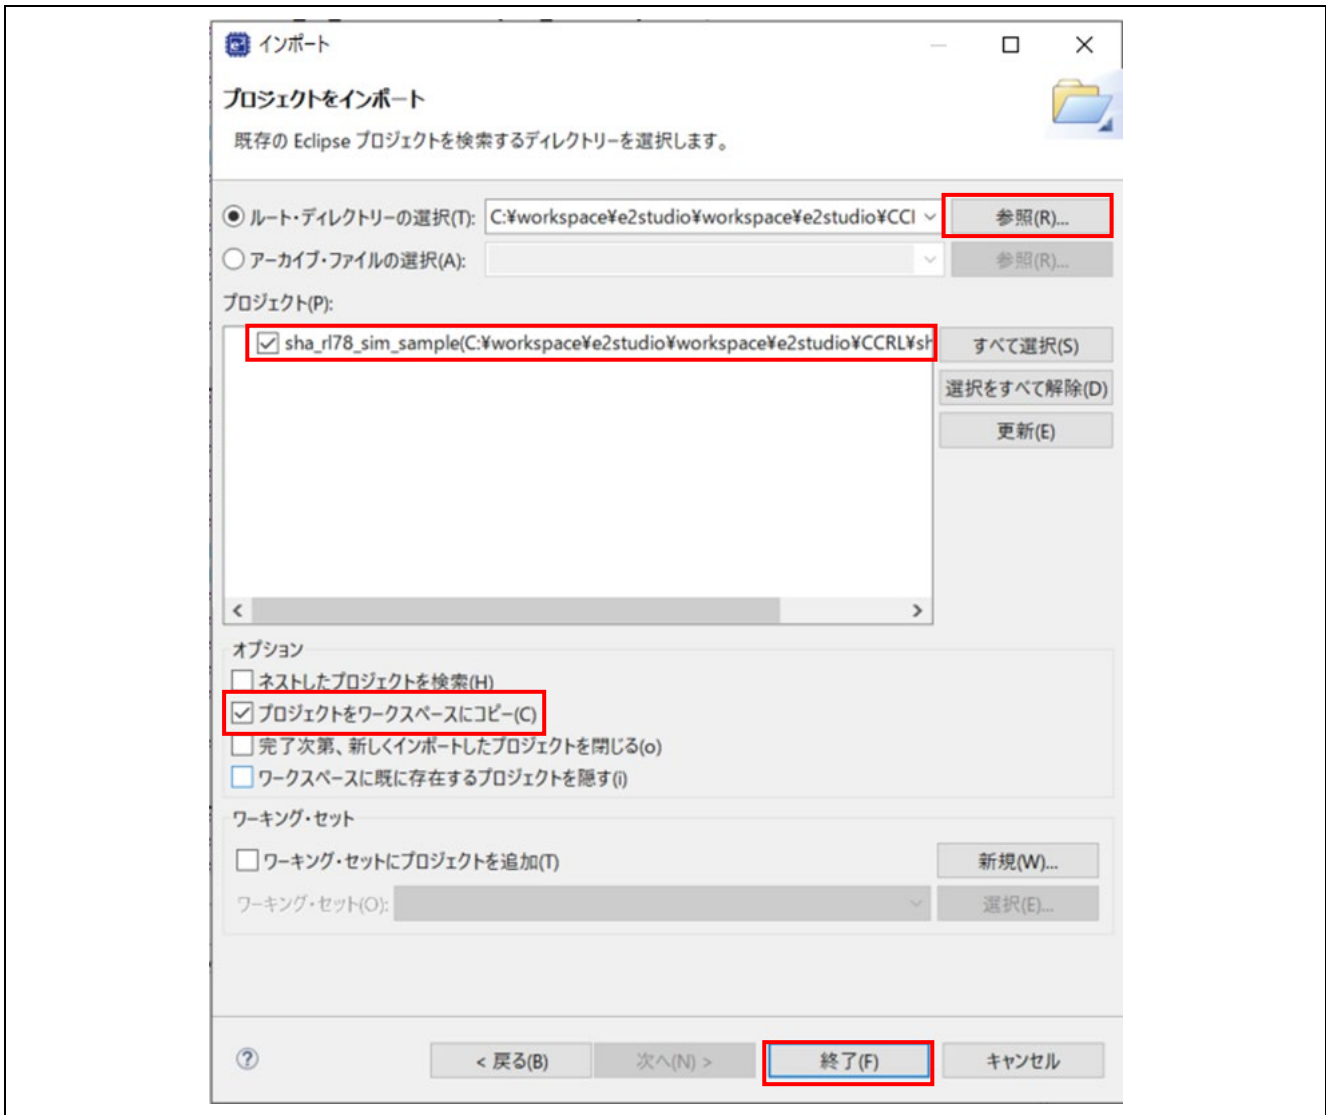 インポート
プロジェクトをインポート
既存の Eclipse プロジェクトを検索するディレクトリーを選択します。
ルート・ディレクトリーの選択(T): C:¥workspace¥e2studio¥workspace¥e2studio¥CCI 参照(R)...
アーカイブ・ファイルの選択(A): 参照(R)...
プロジェクト(P):
sha_rl78_sim_sample(C:¥workspace¥e2studio¥workspace¥e2studio¥CCRL¥sh すべて選択(S)
選択をすべて解除(D)
更新(E)
オプション
ネストしたプロジェクトを検索(H)
プロジェクトをワークスペースにコピー(C)
完了次第、新しくインポートしたプロジェクトを閉じる(o)
ワークスペースに既に存在するプロジェクトを隠す(i)
ワーキング・セット
ワーキング・セットにプロジェクトを追加(T) 新規(W)...
ワーキング・セット(O): 選択(E)...
< 戻る(B) 次へ(N) > 終了(F) キャンセル